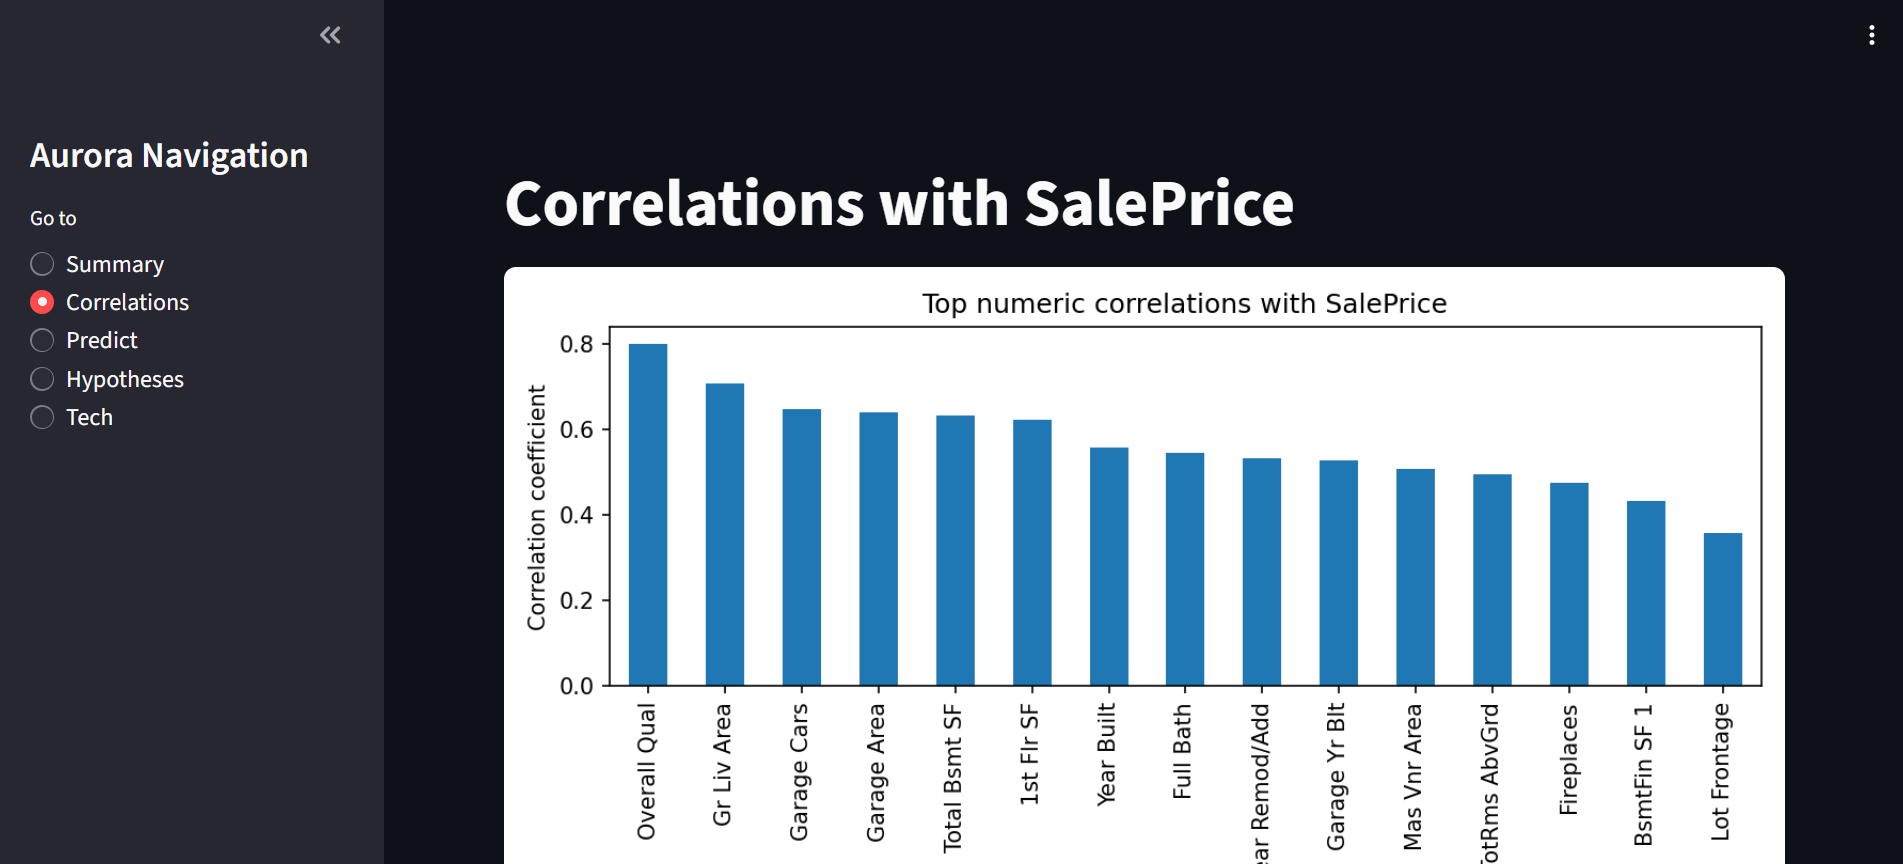 Aurora Navigation
Go to
Summary
Correlations
Predict
Hypotheses
Tech
Correlations with SalePrice
Top numeric correlations with SalePrice
Correlation coefficient
0.8
0.6
0.4
0.2
0.0
Overall Qual
Gr Liv Area
Garage Cars
Garage Area
Total Bsmt SF
1st Flr SF
Year Built
Full Bath
ear Remod/Add
Garage Yr Blt
Mas Vnr Area
otRms AbvGrd
Fireplaces
BsmtFin SF 1
Lot Frontage